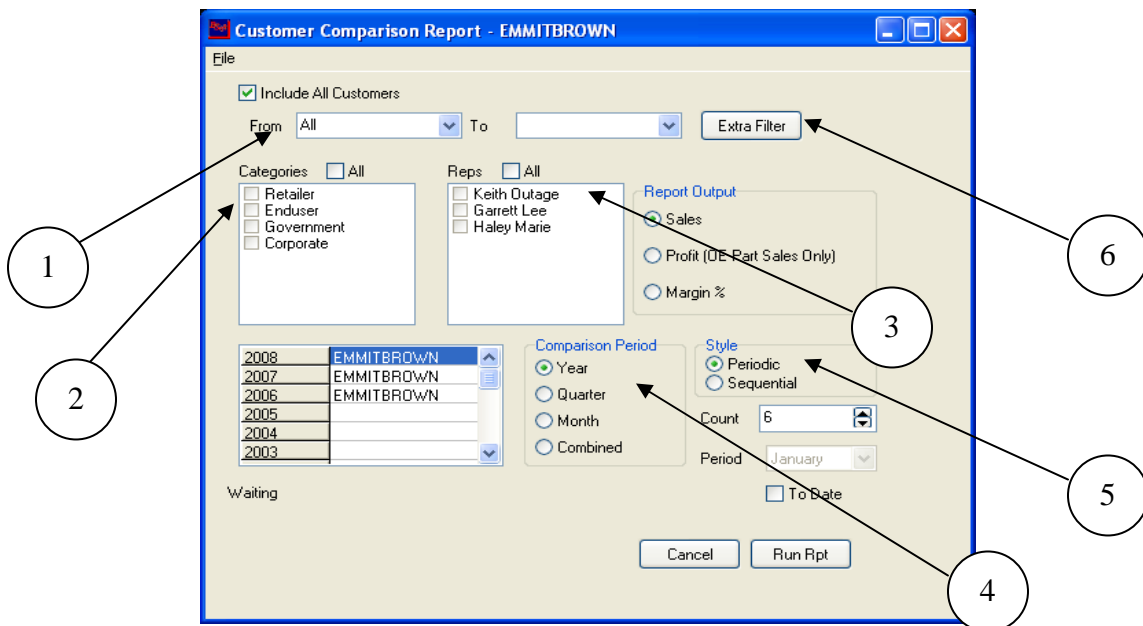 Customer Comparison Report - EMMITBROWN
File
Include All Customers
From All To Extra Filter
Categories All Reps All
Retailer
Enduser
Government
Corporate
Keith Outage
Garrett Lee
Haley Marie
Report Output
Sales
Profit (OE Part Sales Only)
Margin %
1
6
3
2
2008 EMMITBROWN
2007 EMMITBROWN
2006 EMMITBROWN
2005
2004
2003
Comparison Period
Year
Quarter
Month
Combined
Style
Periodic
Sequential
Count 6
Period January
To Date
Waiting
5
Cancel Run Rpt
4